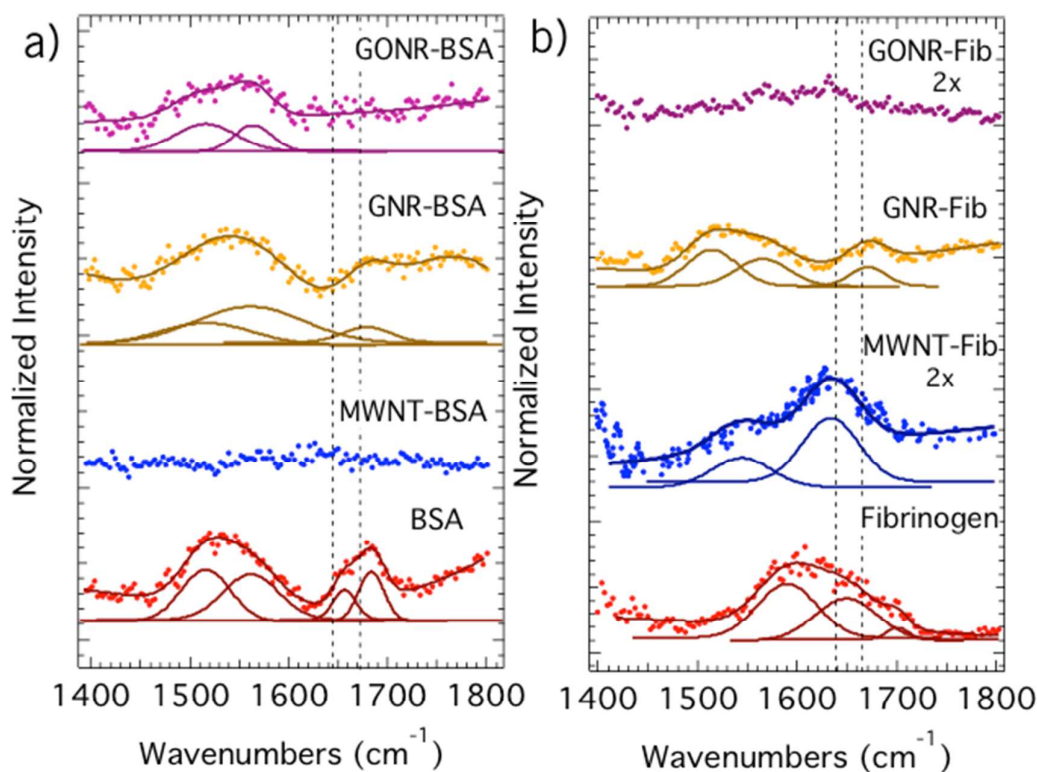 a)
GONR-BSA
GNR-BSA
MWNT-BSA
BSA
Normalized Intensity
1400 1500 1600 1700 1800
Wavenumbers (cm-1)
b)
GONR-Fib
2x
GNR-Fib
MWNT-Fib
2x
Fibrinogen
Normalized Intensity
1400 1500 1600 1700 1800
Wavenumbers (cm-1)